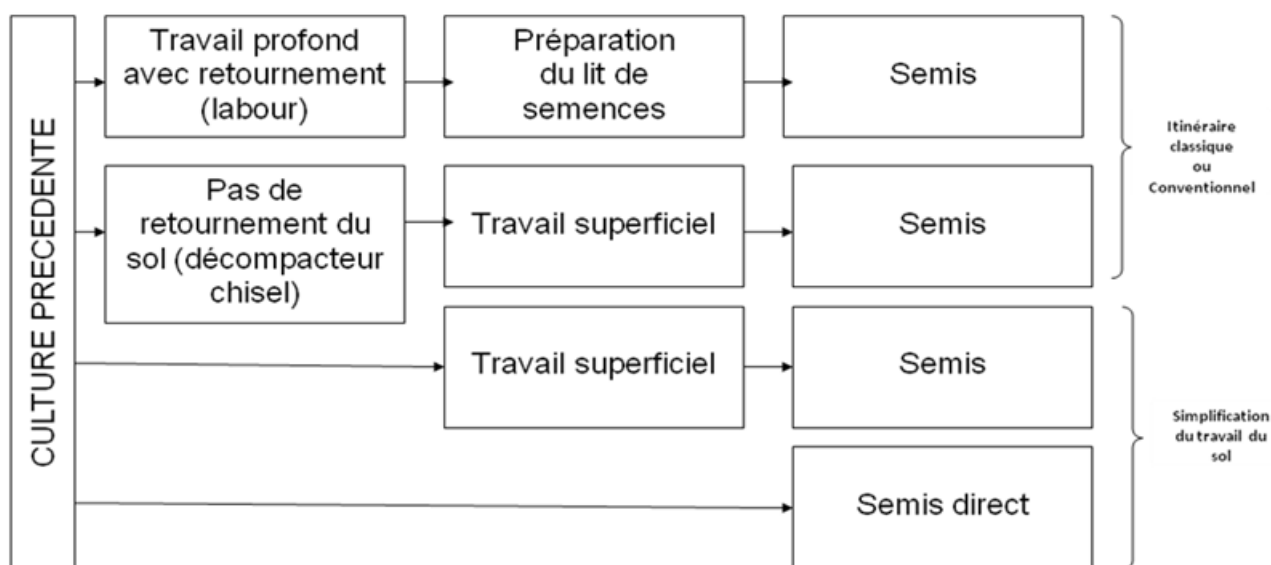 CULTURE PRECEDENTE
Travail profond
avec retournement
(labour)
Préparation
du lit de
semences
Semis
Pas de
retournement du
sol (décompacteur
chisel)
Travail superficiel
Semis
Itinéraire
classique
ou
Conventionnel
Travail superficiel
Semis
Semis direct
Simplification
du travail du
sol